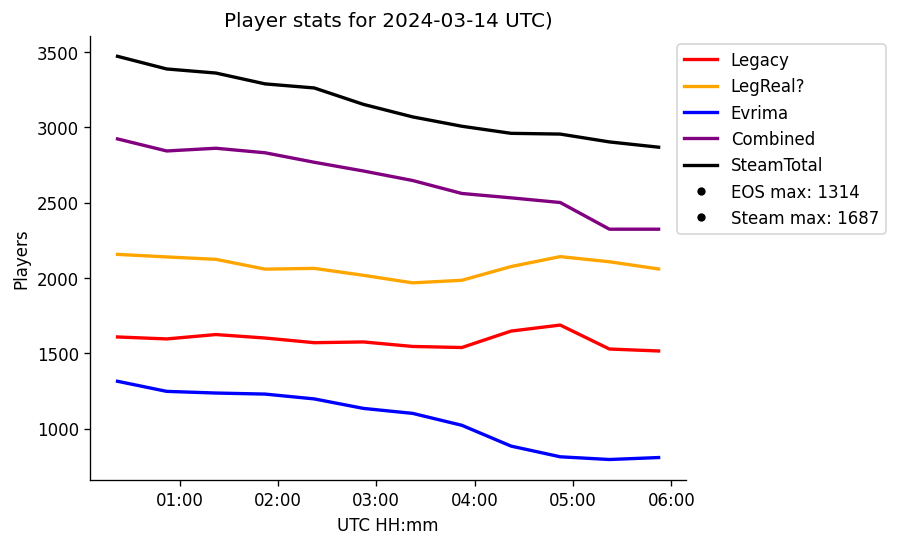 Player stats for 2024-03-14 UTC)
3500
3000
2500
2000
1500
1000
Players
01:00 02:00 03:00 04:00 05:00 06:00
UTC HH:mm
Legacy
LegReal?
Evrima
Combined
SteamTotal
EOS max: 1314
Steam max: 1687